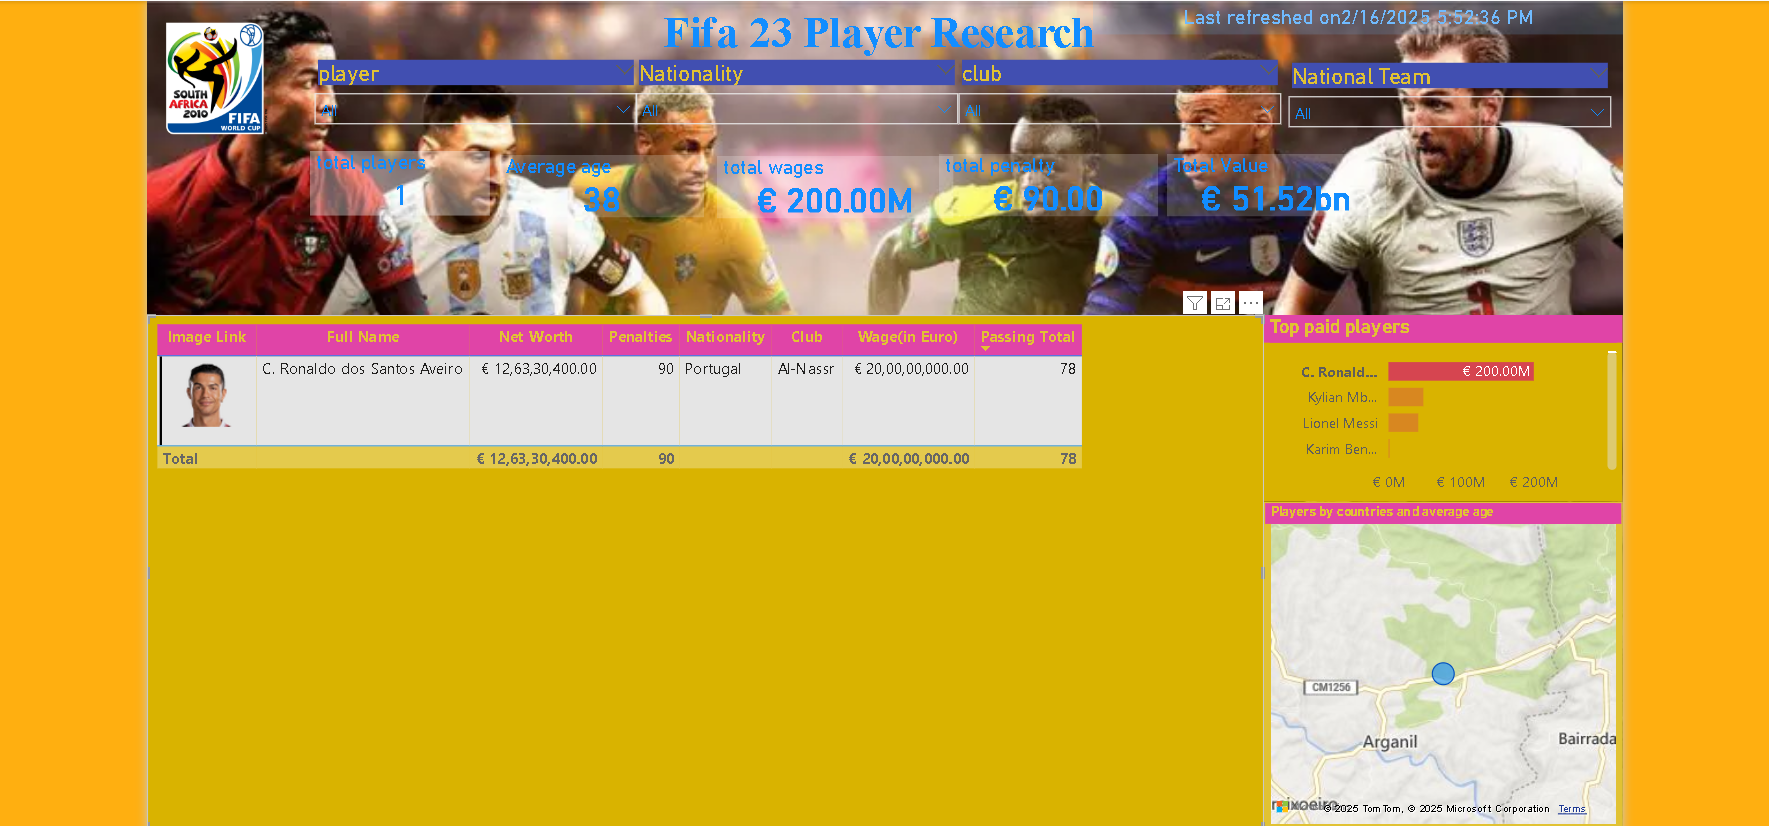 Last refreshed on2/16/2025 5:52:36 PM
Fifa 23 Player Research
SOUTH
AFRICA
2010
FIFA
WORLD CUP
player
Nationality
club
National Team
All
All
All
All
total players
1
Average age
38
total wages
€ 200.00M
total penalty
€ 90.00
Total Value
€ 51.52bn
Image Link Full Name Net Worth Penalties Nationality Club Wage(in Euro) Passing Total
C. Ronaldo dos Santos Aveiro € 12,63,30,400.00 90 Portugal Al-Nassr € 20,00,00,000.00 78
Total € 12,63,30,400.00 90 € 20,00,00,000.00 78
Top paid players
C. Ronald... € 200.00M
Kylian Mb...
Lionel Messi
Karim Ben...
€ 0M € 100M € 200M
Players by countries and average age
CM1256
Arganil
Bairrada
© 2025 TomTom, © 2025 Microsoft Corporation Terms